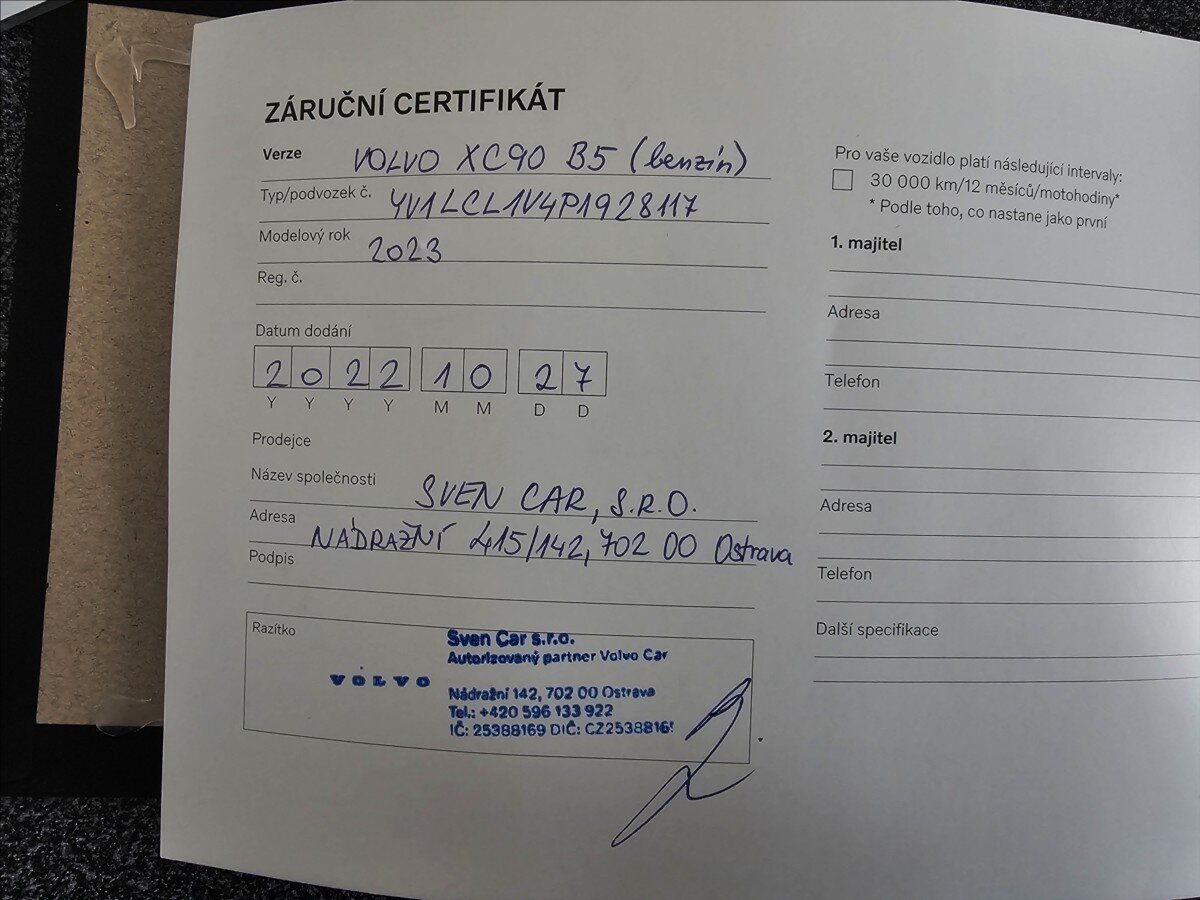 ZÁRUČNÍ CERTIFIKÁT
Verze VOLVO XC90 B5 (benzín)
Typ/podvozek č. YV1LCL1V4P1928117
Modelový rok 2023
Reg. č.
Datum dodání
2022 10 27
Y Y Y Y M M D D
Prodejce
Název společnosti SVEN CAR, S.R.O.
Adresa NÁDRAŽNÍ 415/142, 702 00 Ostrava
Podpis
Razítko
VOLVO
Sven Car s.r.o.
Autorizovaný partner Volvo Car
Nádražní 142, 702 00 Ostrava
Tel.: +420 596 133 922
IČ: 25388169 DIČ: CZ2538816
Pro vaše vozidlo platí následující intervaly:
30 000 km/12 měsíců/motohodiny*
* Podle toho, co nastane jako první
1. majitel
Adresa
Telefon
2. majitel
Adresa
Telefon
Další specifikace